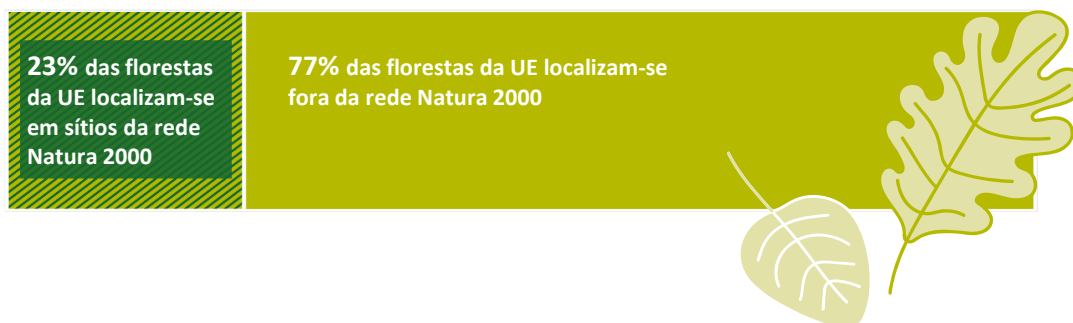 23% das florestas
da UE localizam-se
em sítios da rede
Natura 2000
77% das florestas da UE localizam-se
fora da rede Natura 2000